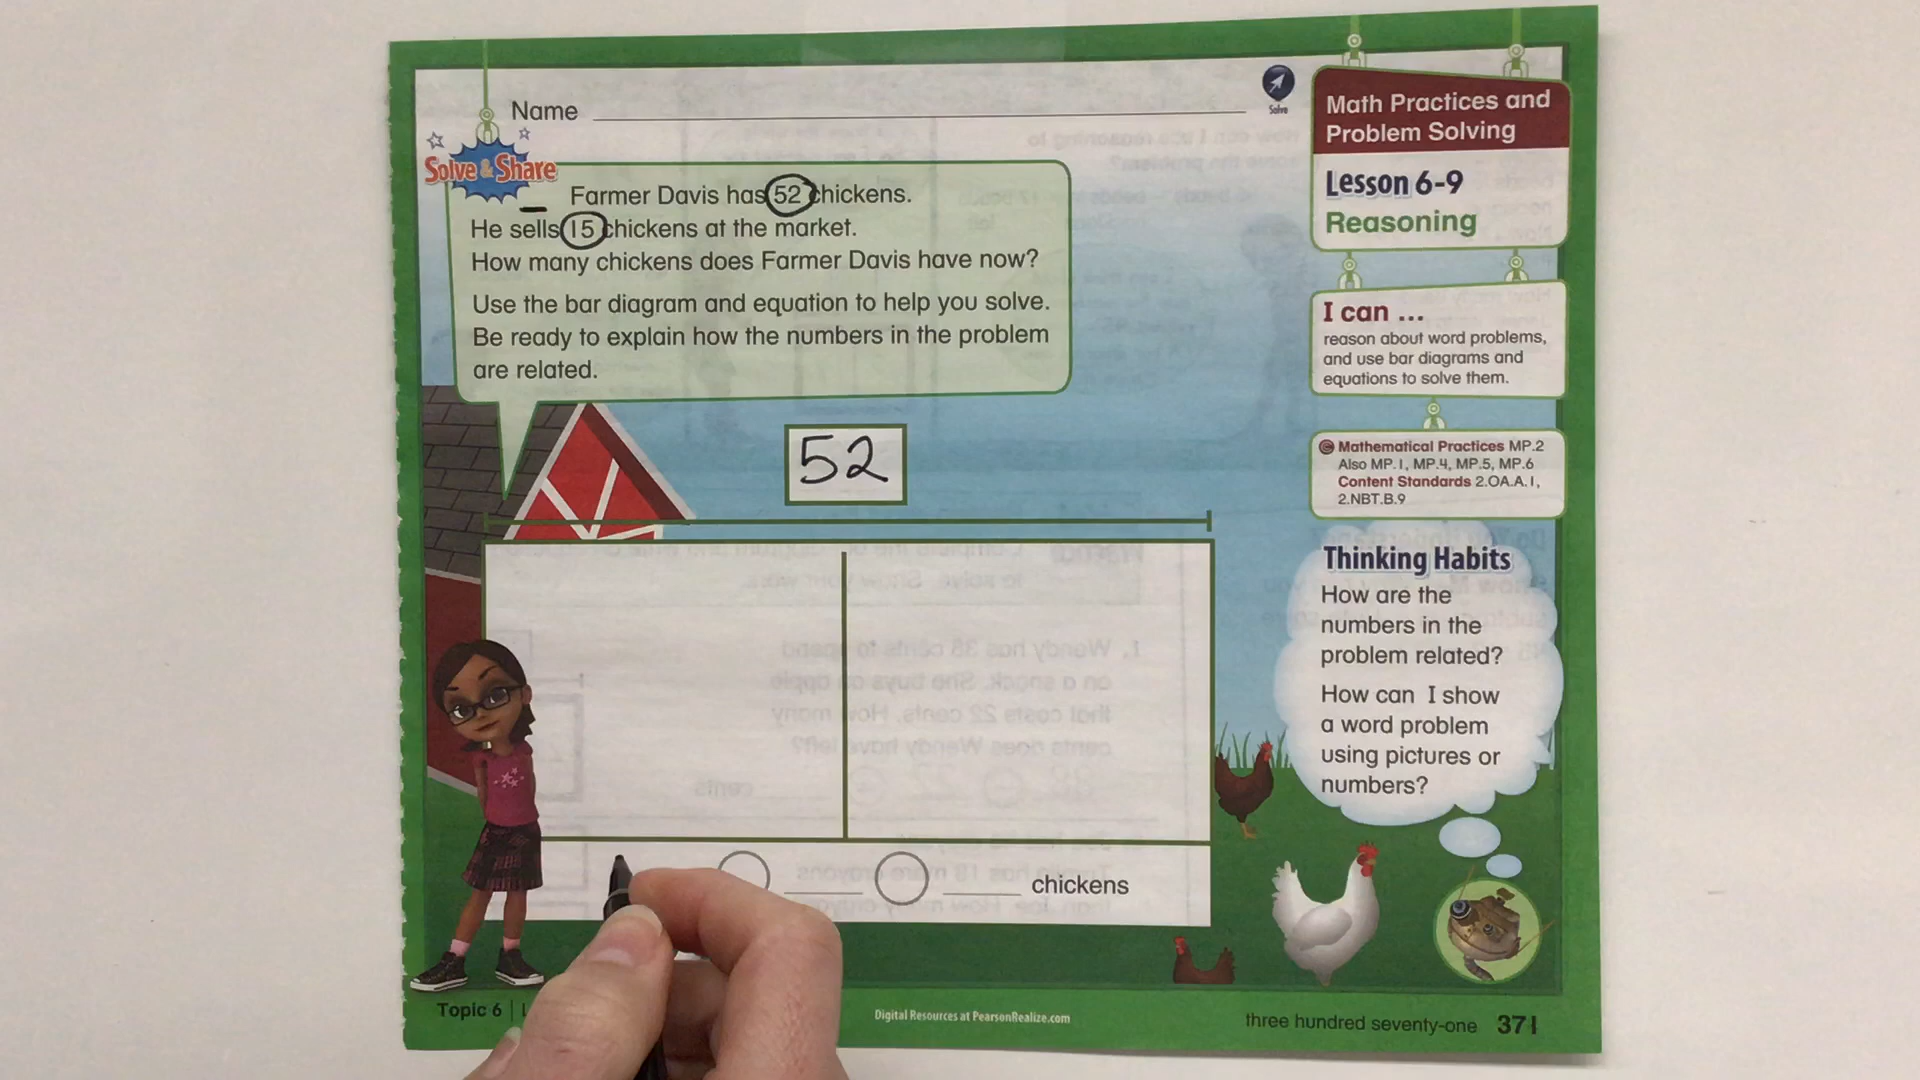 Name
Solve
Solve & Share
Farmer Davis has 52 chickens.
He sells 15 chickens at the market.
How many chickens does Farmer Davis have now?
Use the bar diagram and equation to help you solve.
Be ready to explain how the numbers in the problem
are related.
52
chickens
Math Practices and
Problem Solving
Lesson 6-9
Reasoning
I can ...
reason about word problems,
and use bar diagrams and
equations to solve them.
Mathematical Practices MP.2
Also MP.1, MP.4, MP.5, MP.6
Content Standards 2.OA.A.1,
2.NBT.B.9
Thinking Habits
How are the
numbers in the
problem related?
How can I show
a word problem
using pictures or
numbers?
Topic 6
Digital Resources at PearsonRealize.com
three hundred seventy-one 371